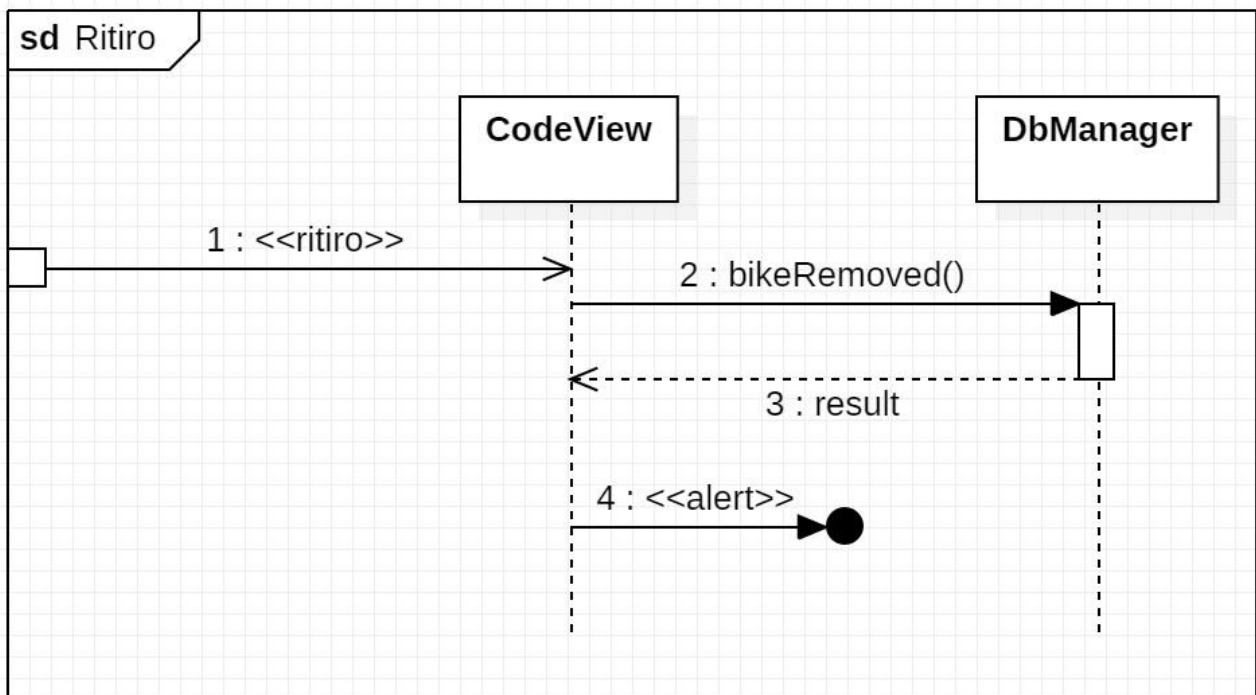 sd Ritiro
CodeView
DbManager
1 : <<ritiro>>
2 : bikeRemoved()
3 : result
4 : <<alert>>